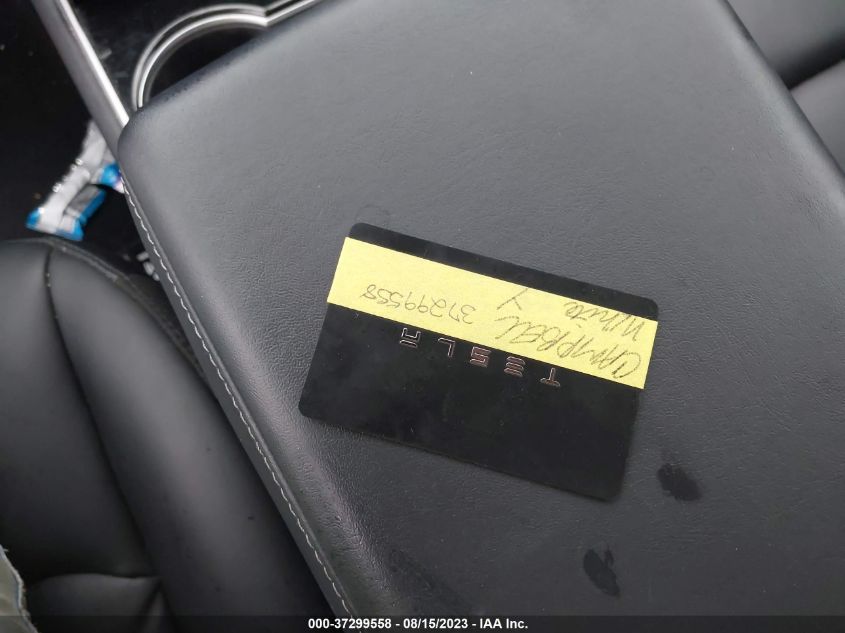 CAMPBELL 37299558
White Y
TESLA
000-37299558 - 08/15/2023 - IAA Inc.